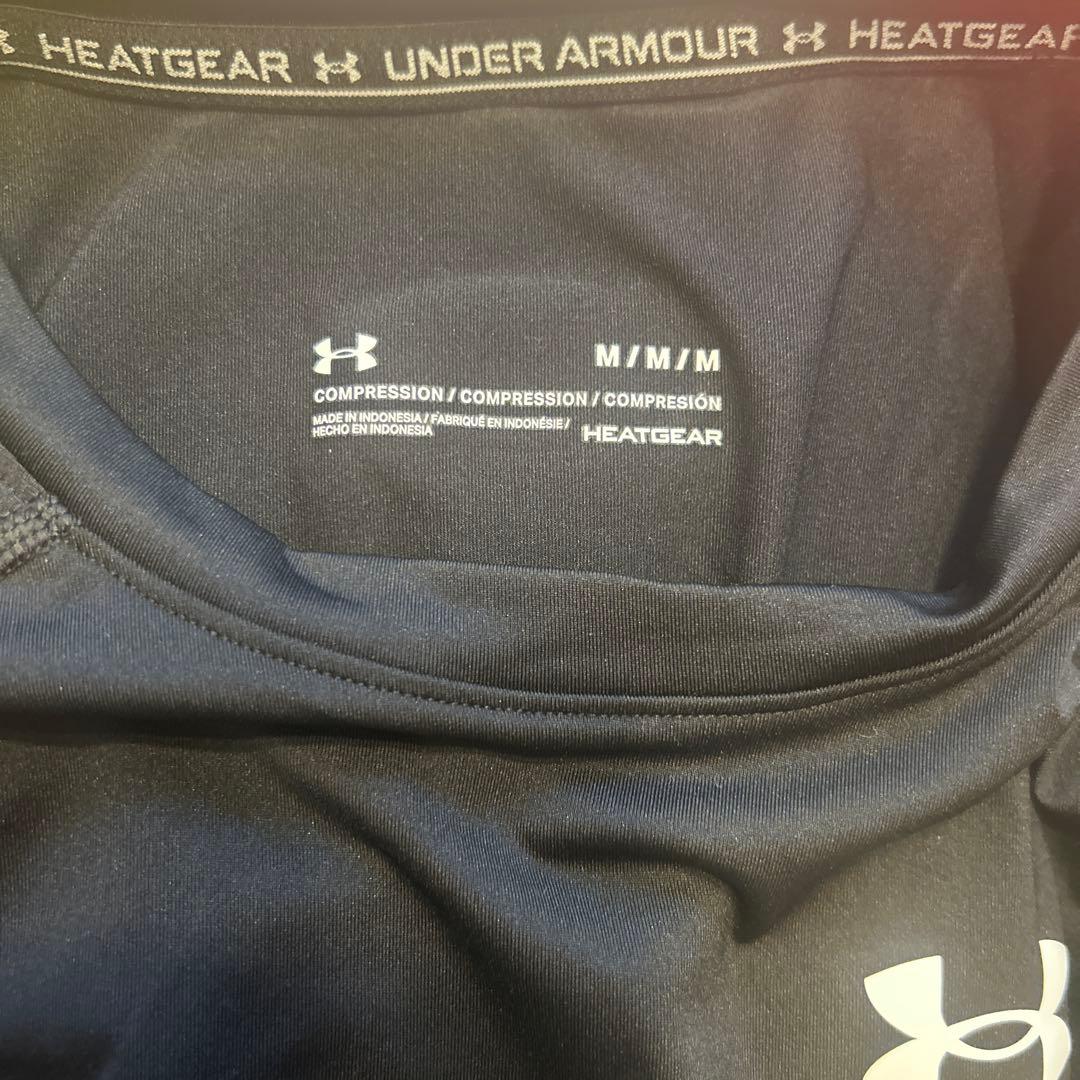 HEATGEAR UNDER ARMOUR HEATGEAR
M/M/M
COMPRESSION / COMPRESSION / COMPRESIÓN
MADE IN INDONESIA / FABRIQUÉ EN INDONÉSIE /
HECHO EN INDONESIA
HEATGEAR